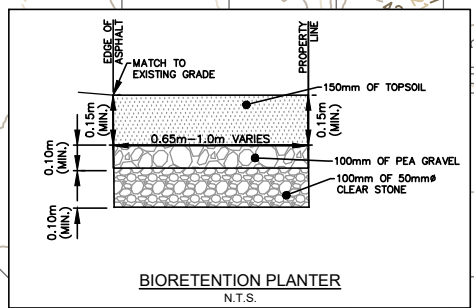 EDGE OF
ASPHALT
PROPERTY
LINE
MATCH TO
EXISTING GRADE
150mm OF TOPSOIL
0.15m
(MIN.)
0.15m
(MIN.)
0.65m-1.0m VARIES
0.10m
(MIN.)
100mm OF PEA GRAVEL
100mm OF 50mmØ
CLEAR STONE
0.10m
(MIN.)
BIORETENTION PLANTER
N.T.S.